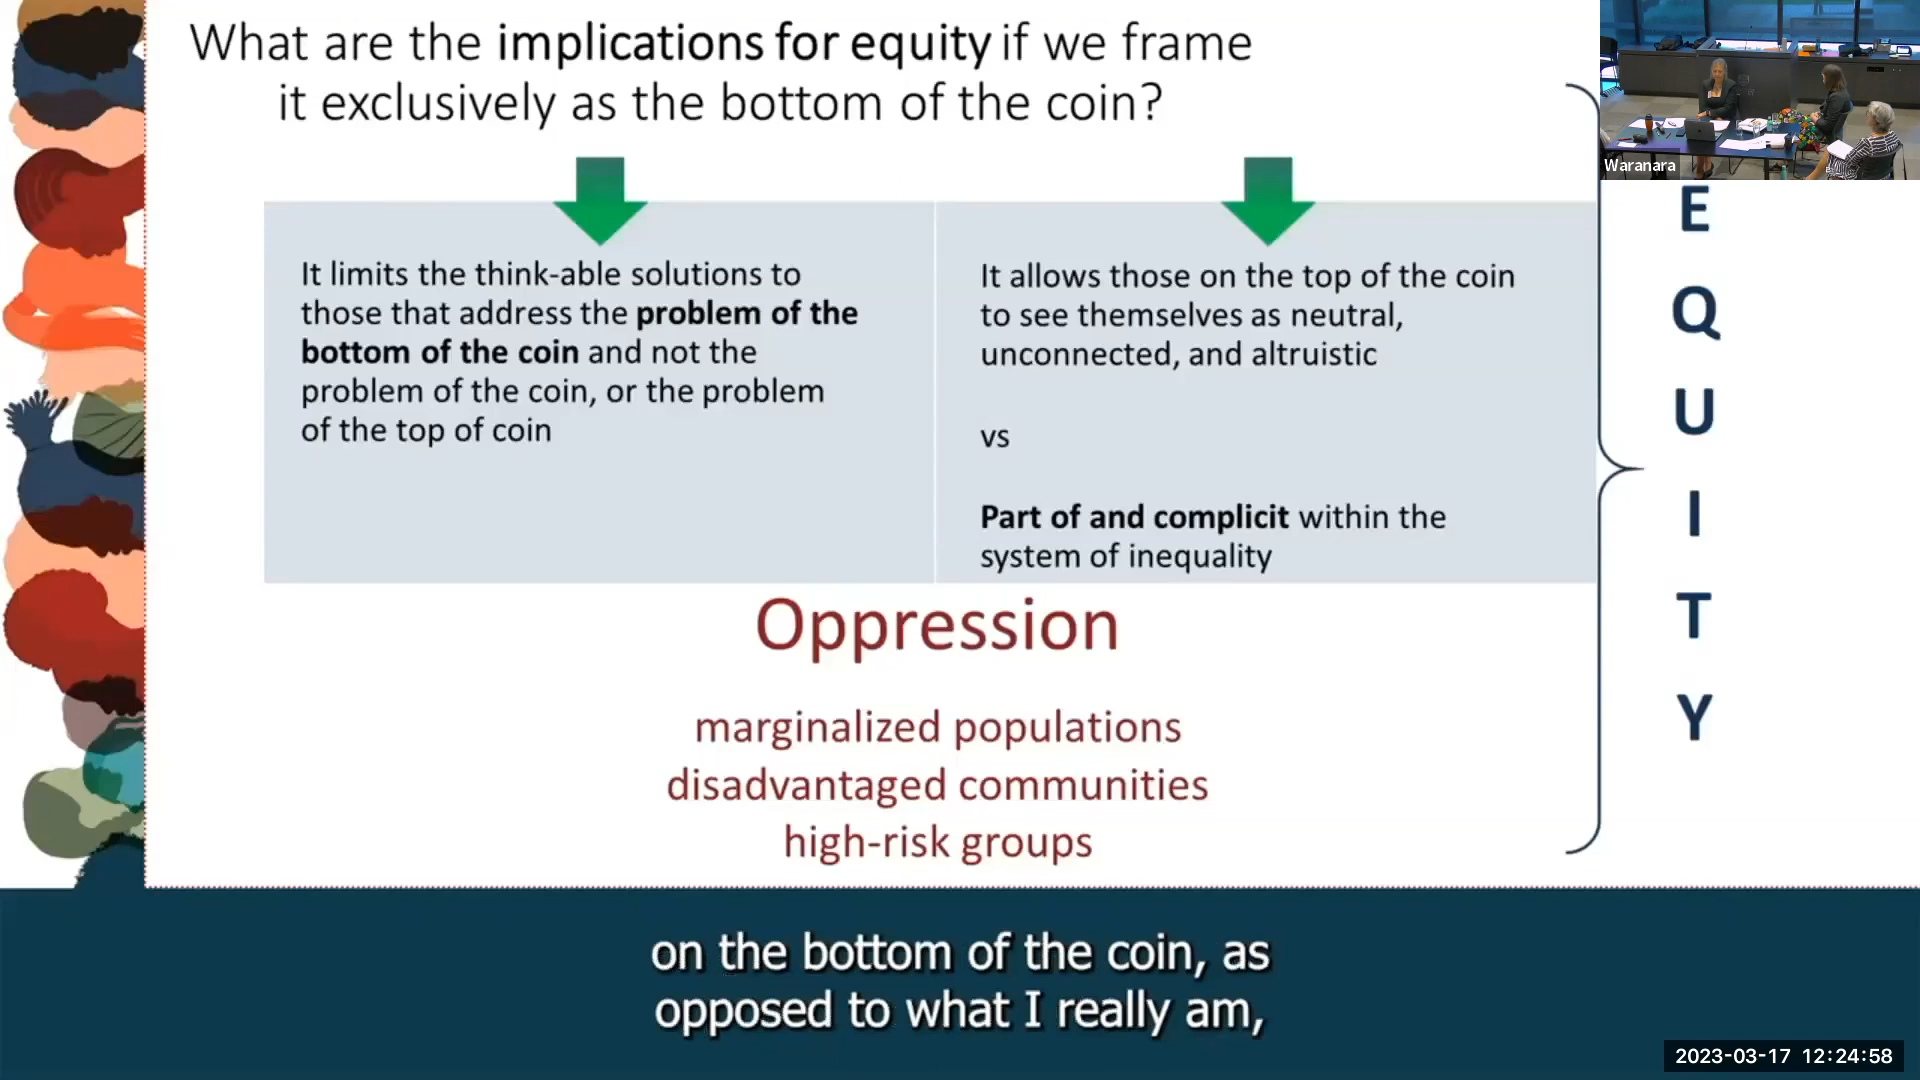 What are the implications for equity if we frame
it exclusively as the bottom of the coin?
It limits the think-able solutions to
those that address the problem of the
bottom of the coin and not the
problem of the coin, or the problem
of the top of coin
It allows those on the top of the coin
to see themselves as neutral,
unconnected, and altruistic
vs
Part of and complicit within the
system of inequality
Oppression
marginalized populations
disadvantaged communities
high-risk groups
Waranara
E
Q
U
I
T
Y
on the bottom of the coin, as
opposed to what I really am,
2023-03-17 12:24:58